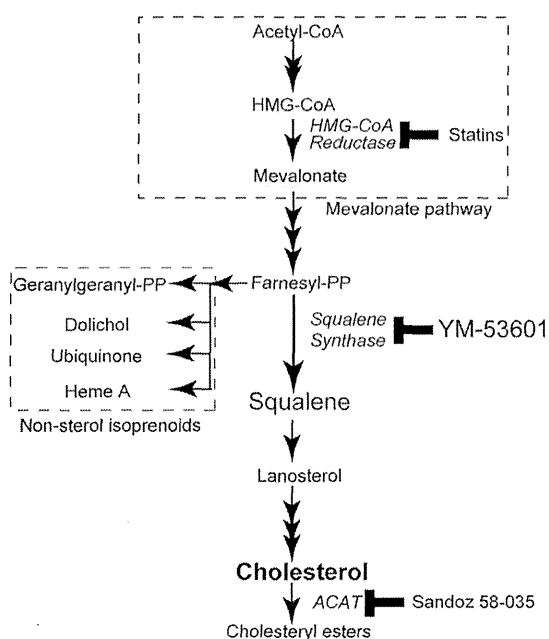 Acetyl-CoA
HMG-CoA
HMG-CoA
Reductase
Statins
Mevalonate
Mevalonate pathway
Geranylgeranyl-PP
Farnesyl-PP
Dolichol
Ubiquinone
Heme A
Non-sterol isoprenoids
Squalene
Synthase
YM-53601
Squalene
Lanosterol
Cholesterol
ACAT
Sandoz 58-035
Cholesteryl esters